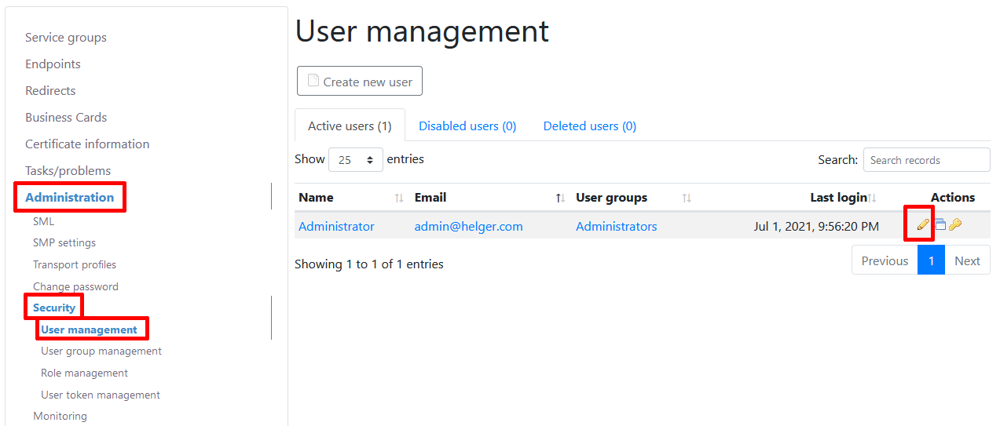 Service groups
Endpoints
Redirects
Business Cards
Certificate information
Tasks/problems
Administration
SML
SMP settings
Transport profiles
Change password
Security
User management
User group management
Role management
User token management
Monitoring
User management
Create new user
Active users (1) Disabled users (0) Deleted users (0)
Show 25 entries Search: Search records
Name Email User groups Last login Actions
Administrator admin@helger.com Administrators Jul 1, 2021, 9:56:20 PM
Showing 1 to 1 of 1 entries Previous 1 Next